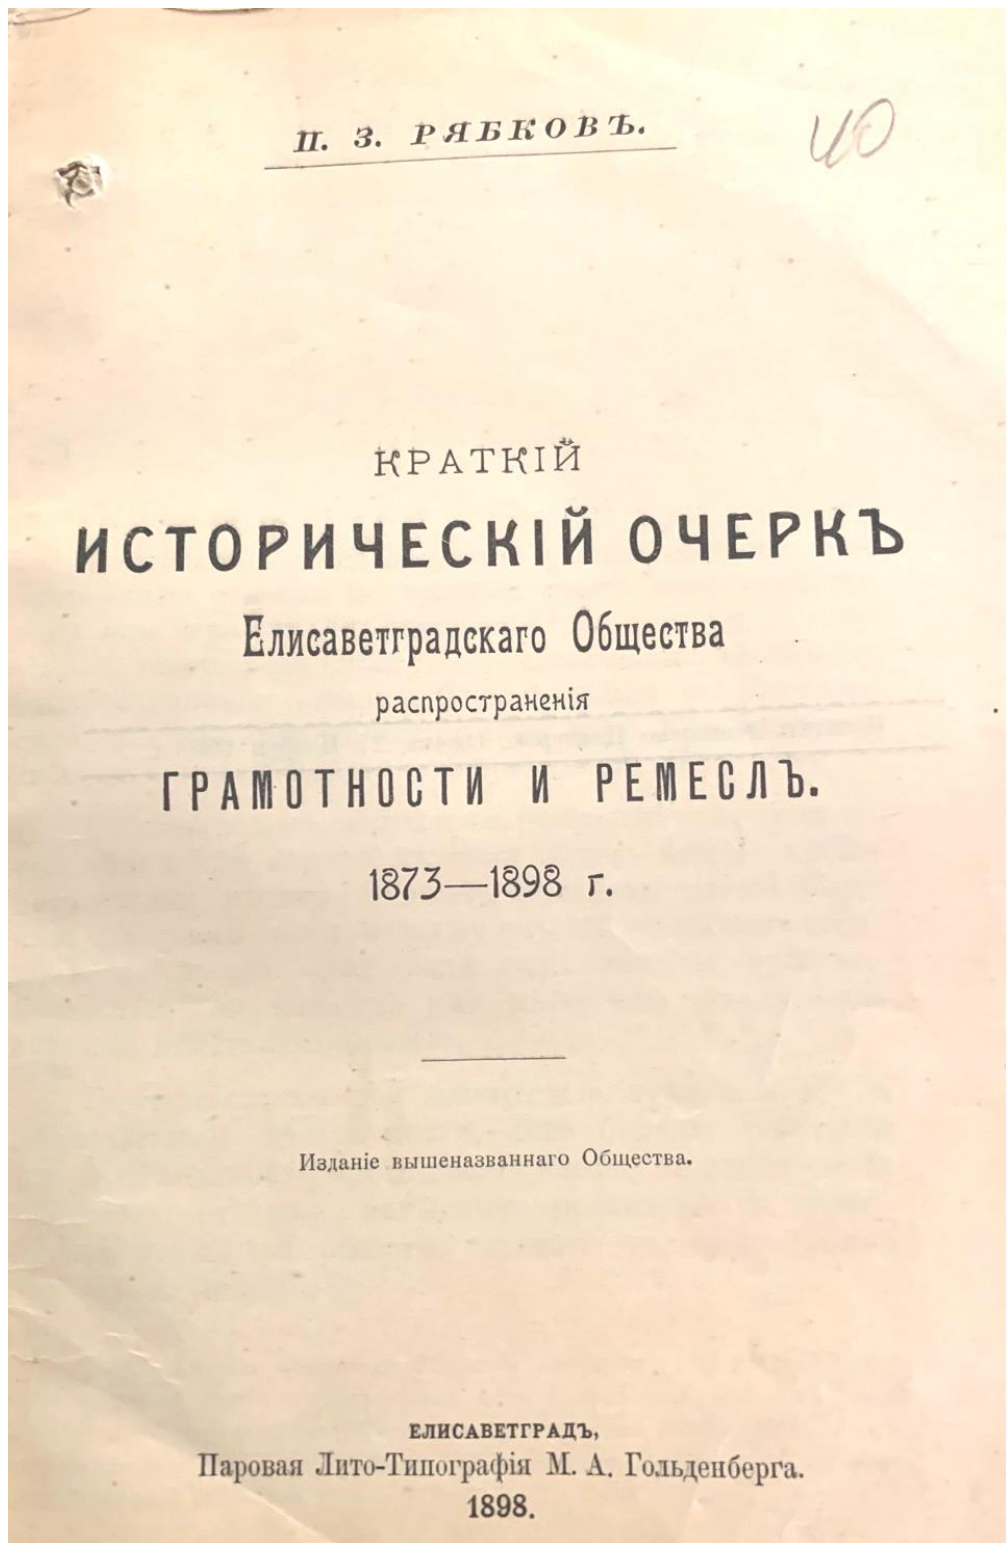 П. З. РЯБКОВЪ.
40
КРАТКІЙ
ИСТОРИЧЕСКІЙ ОЧЕРКЪ
Елисаветградскаго Общества
распространенія
ГРАМОТНОСТИ И РЕМЕСЛЪ.
1873—1898 г.
Изданіе вышеназваннаго Общества.
ЕЛИСАВЕТГРАДЪ,
Паровая Лито-Типографія М. А. Гольденберга.
1898.